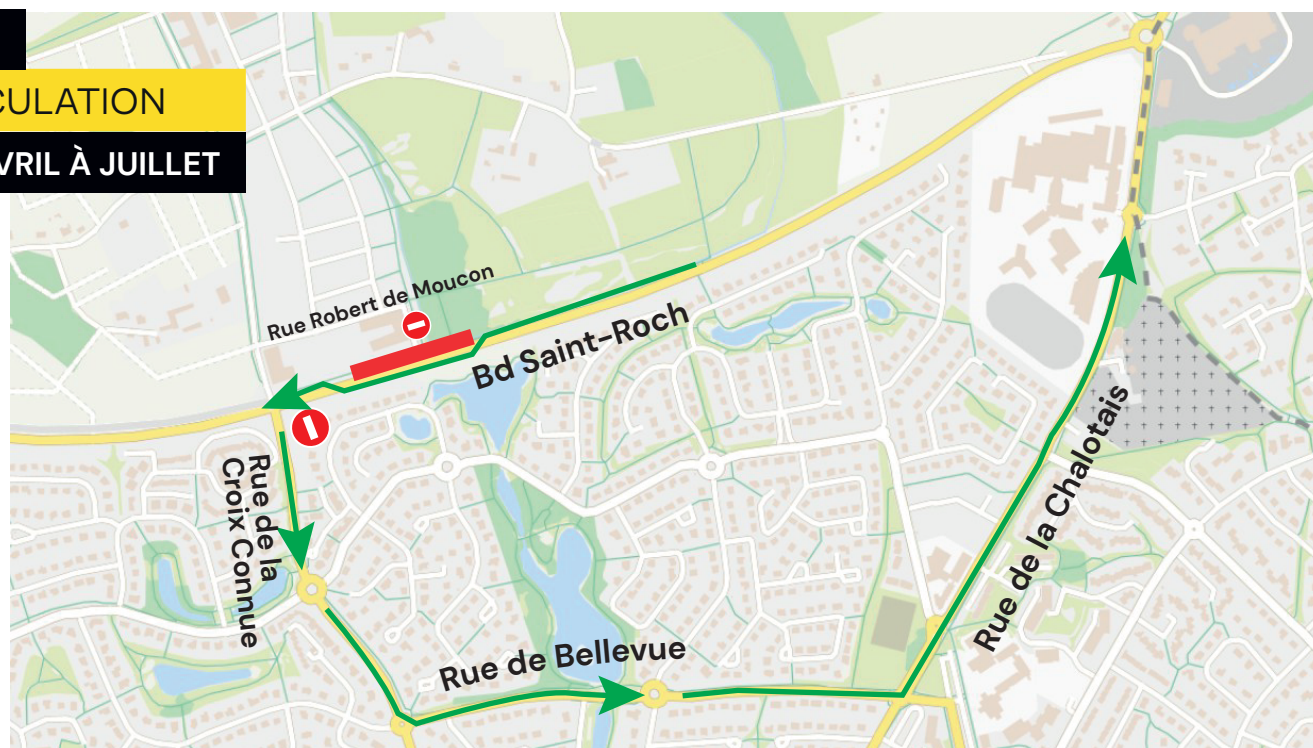 CULATION
VRIL À JUILLET
Rue Robert de Moucon
Bd Saint-Roch
Rue de la
Croix Connue
Rue de Bellevue
Rue de la Chalotais